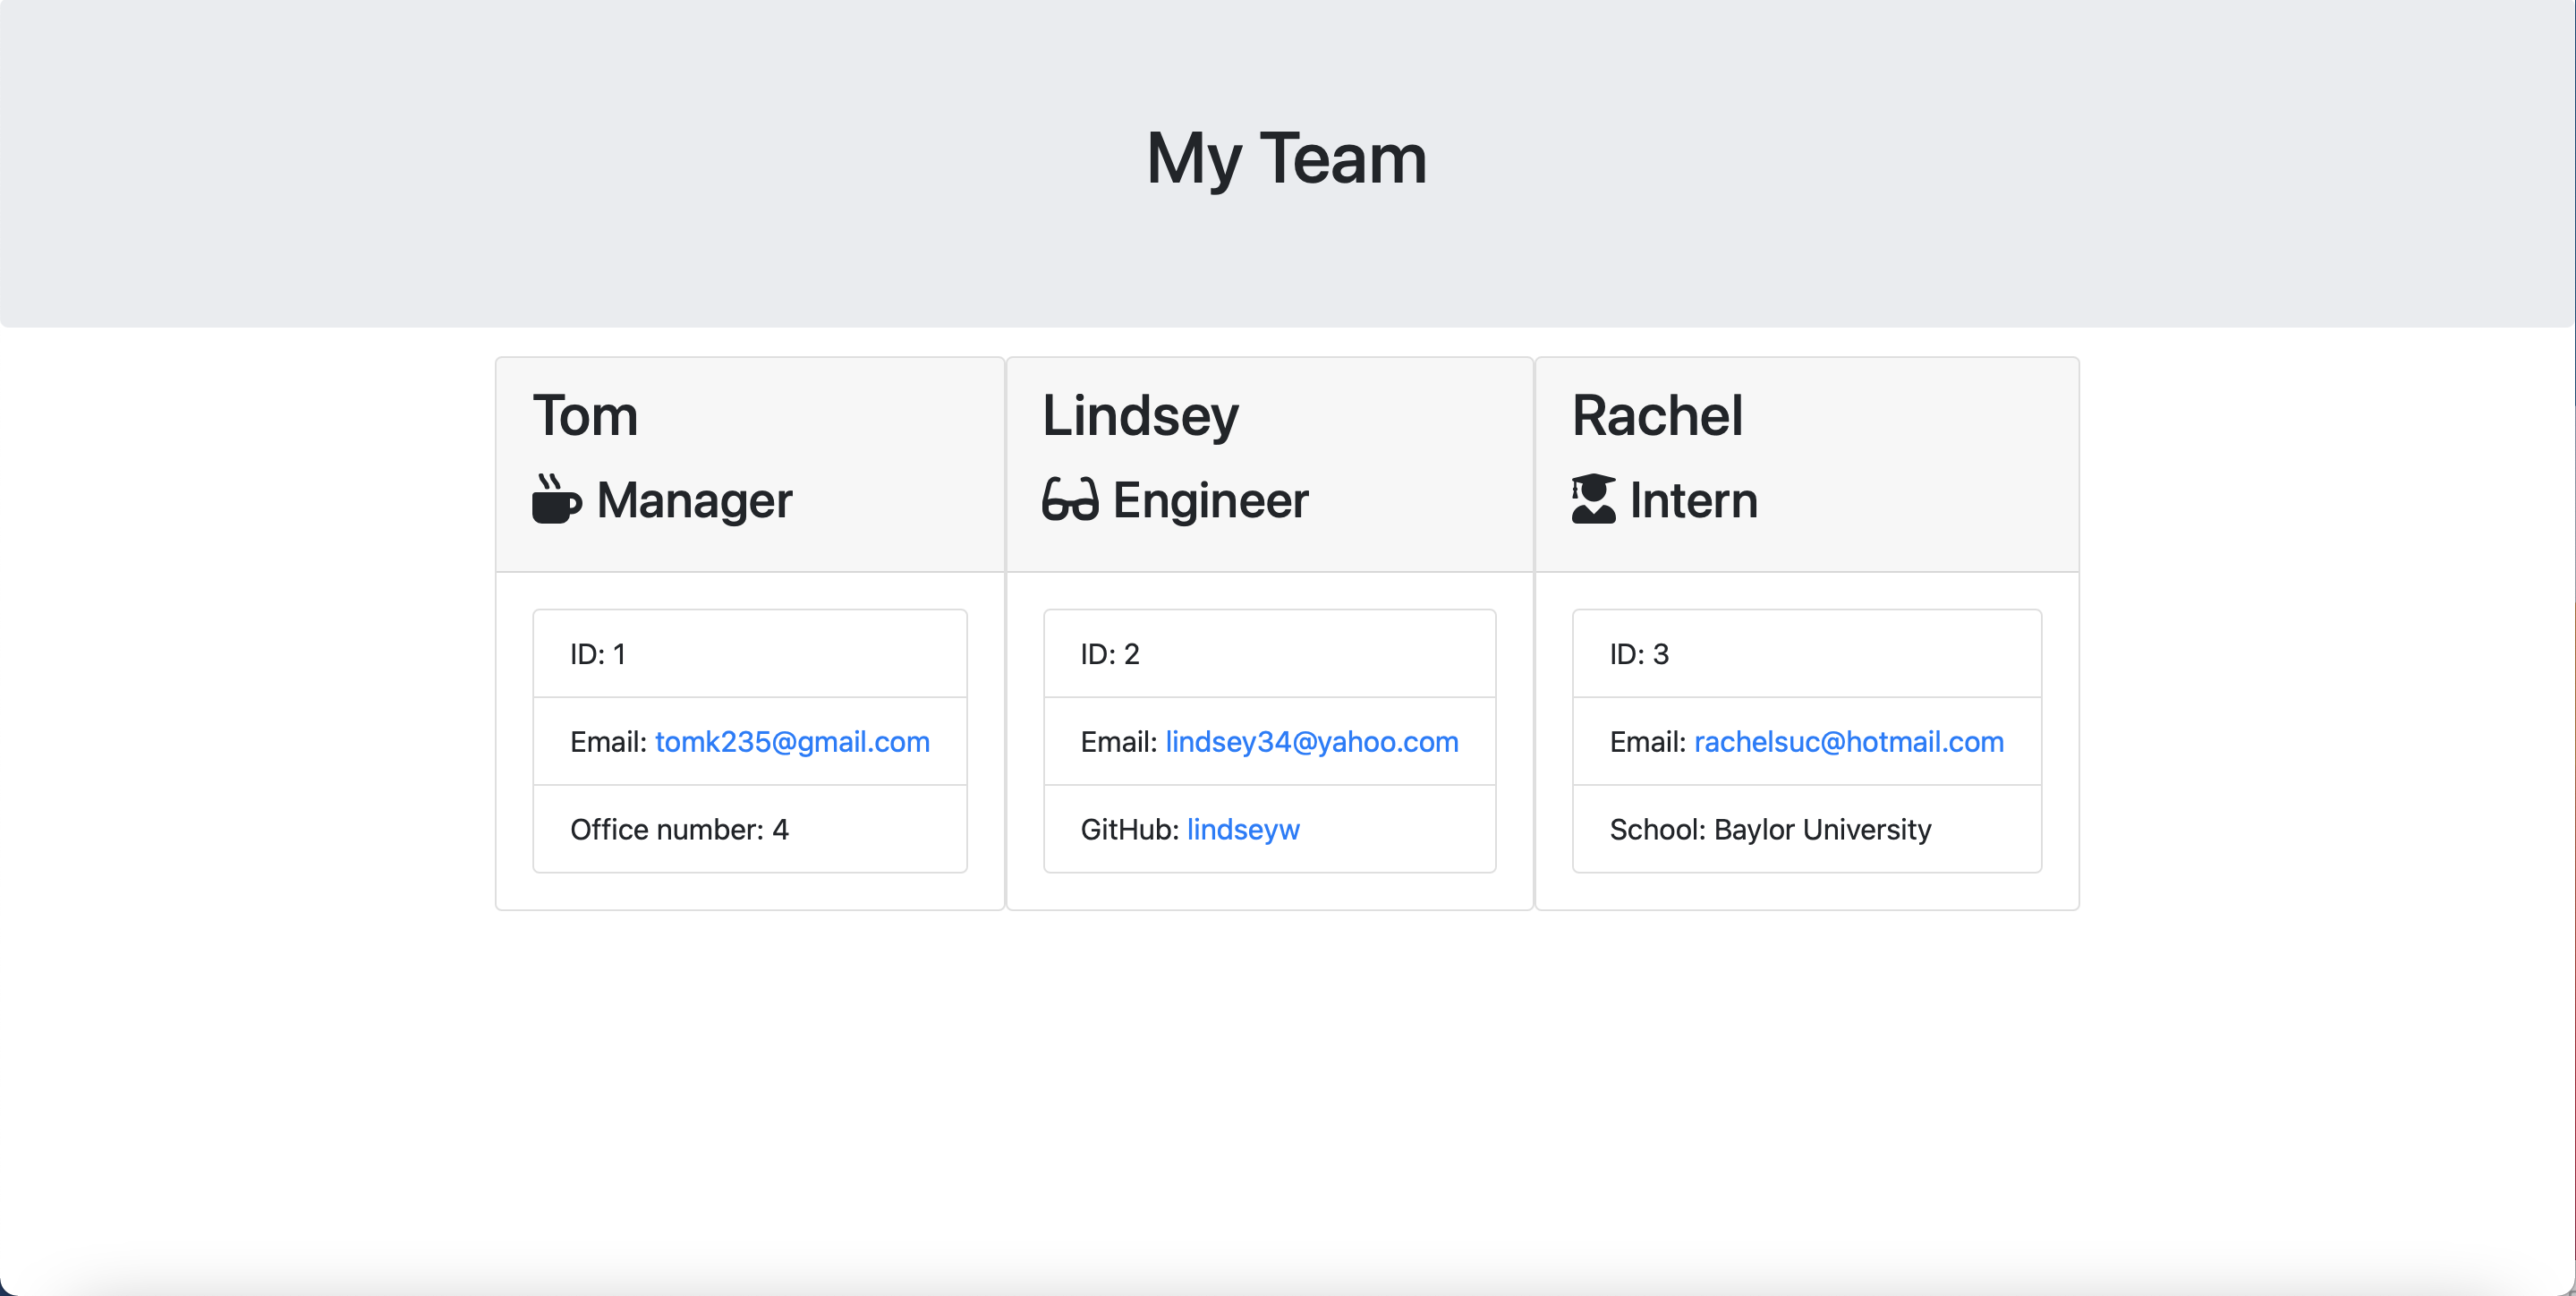 My Team
Tom
Manager
ID: 1
Email: tomk235@gmail.com
Office number: 4
Lindsey
Engineer
ID: 2
Email: lindsey34@yahoo.com
GitHub: lindseyw
Rachel
Intern
ID: 3
Email: rachelsuc@hotmail.com
School: Baylor University